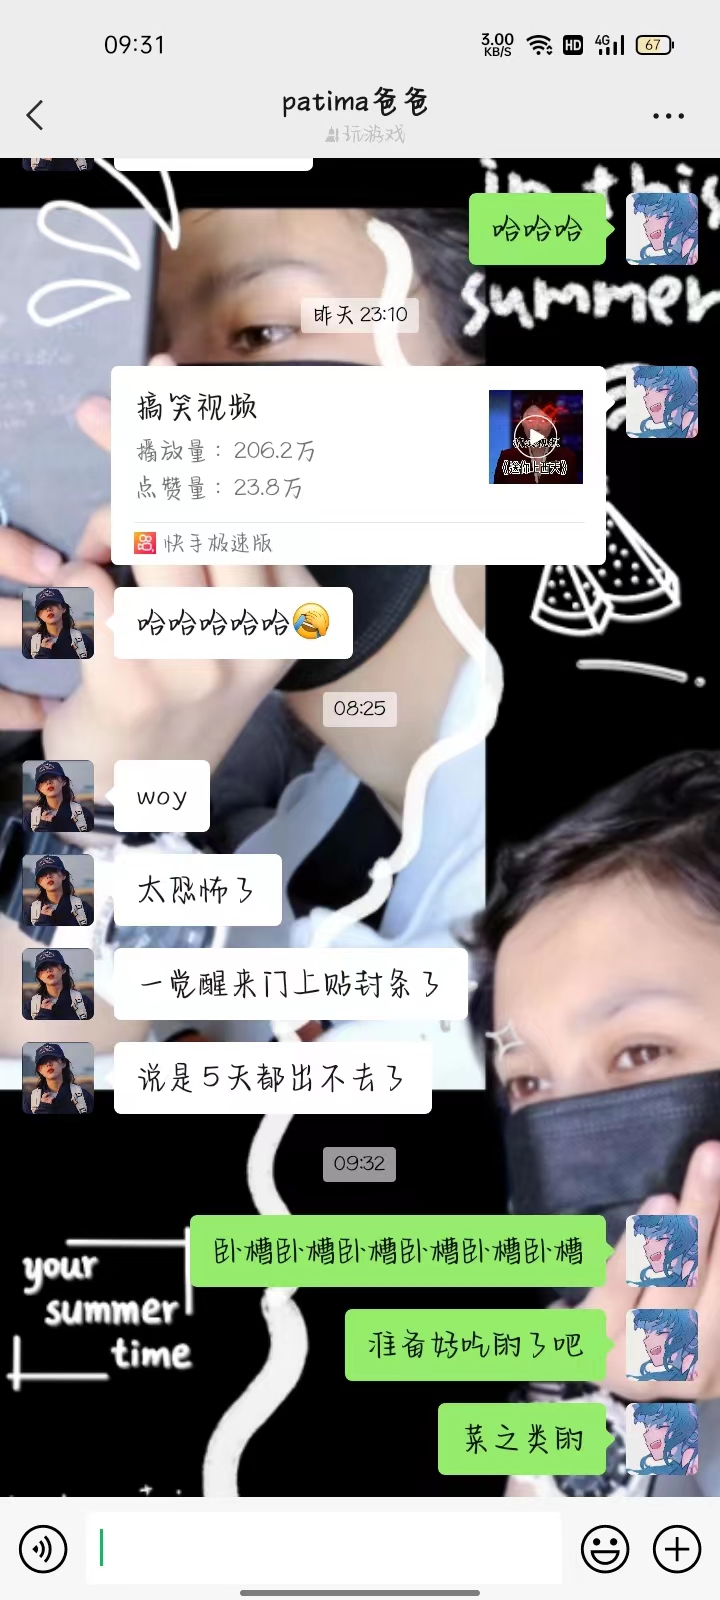 09:31
3.00 KB/S HD 4G 67
patima爸爸
玩游戏
in this
哈哈哈
summer
昨天 23:10
搞笑视频
播放量：206.2万
点赞量：23.8万
《送你上西天》
快手极速版
哈哈哈哈哈🤣
08:25
woy
太恐怖了
一觉醒来门上贴封条了
说是5天都出不去了
09:32
卧槽卧槽卧槽卧槽卧槽卧槽
your
summer
time
准备好吃的了吧
菜之类的